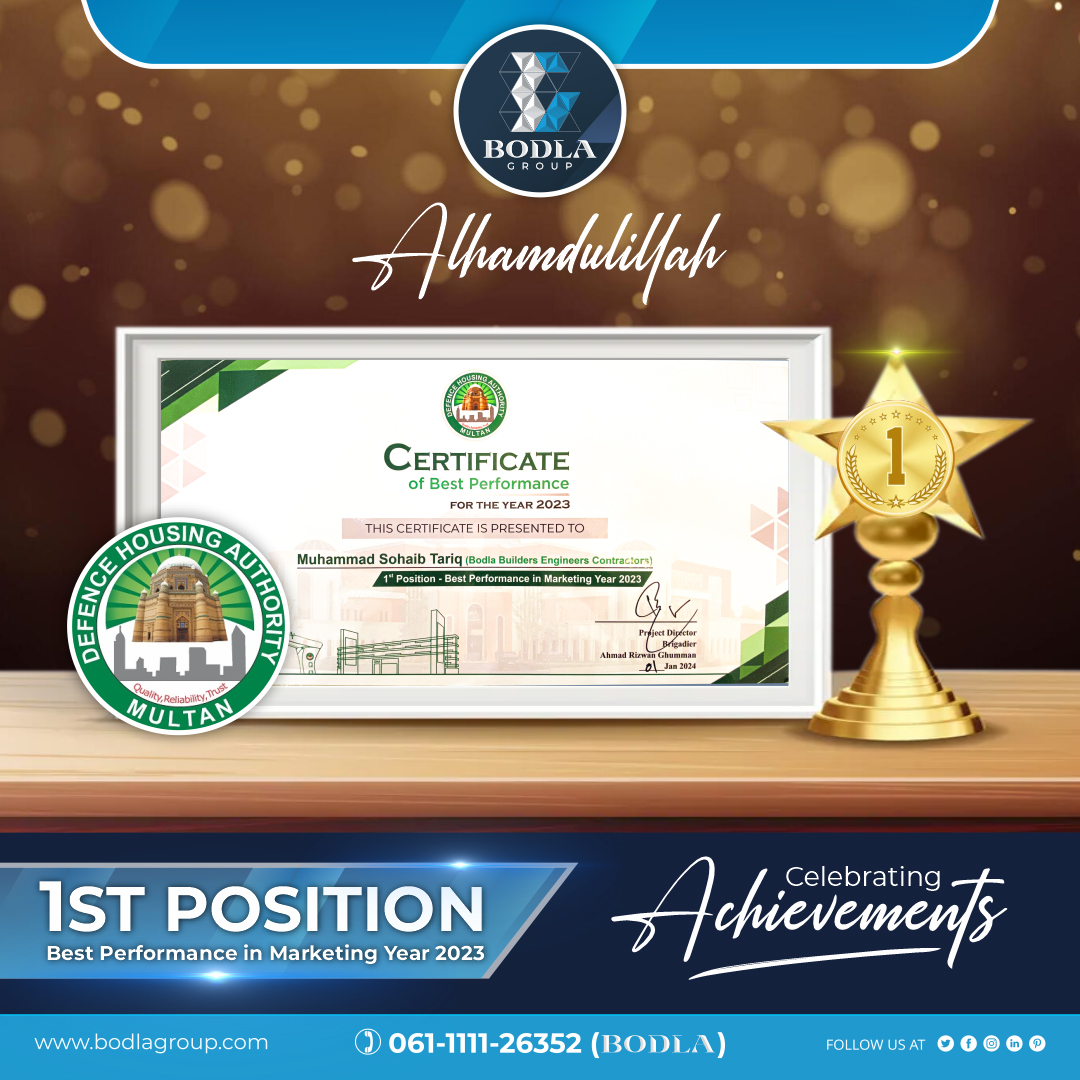 BODLA
GROUP
Alhamdulillah
DEFENCE HOUSING AUTHORITY
MULTAN
CERTIFICATE
of Best Performance
FOR THE YEAR 2023
THIS CERTIFICATE IS PRESENTED TO
Muhammad Sohaib Tariq (Bodla Builders Engineers Contractors)
1st Position - Best Performance in Marketing Year 2023
Project Director
Brigadier
Ahmad Rizwan Ghumman
01 Jan 2024
1
DEFENCE HOUSING AUTHORITY
Quality, Reliability, Trust
MULTAN
1ST POSITION
Best Performance in Marketing Year 2023
Celebrating
Achievements
www.bodlagroup.com
061-1111-26352 (BODLA)
FOLLOW US AT